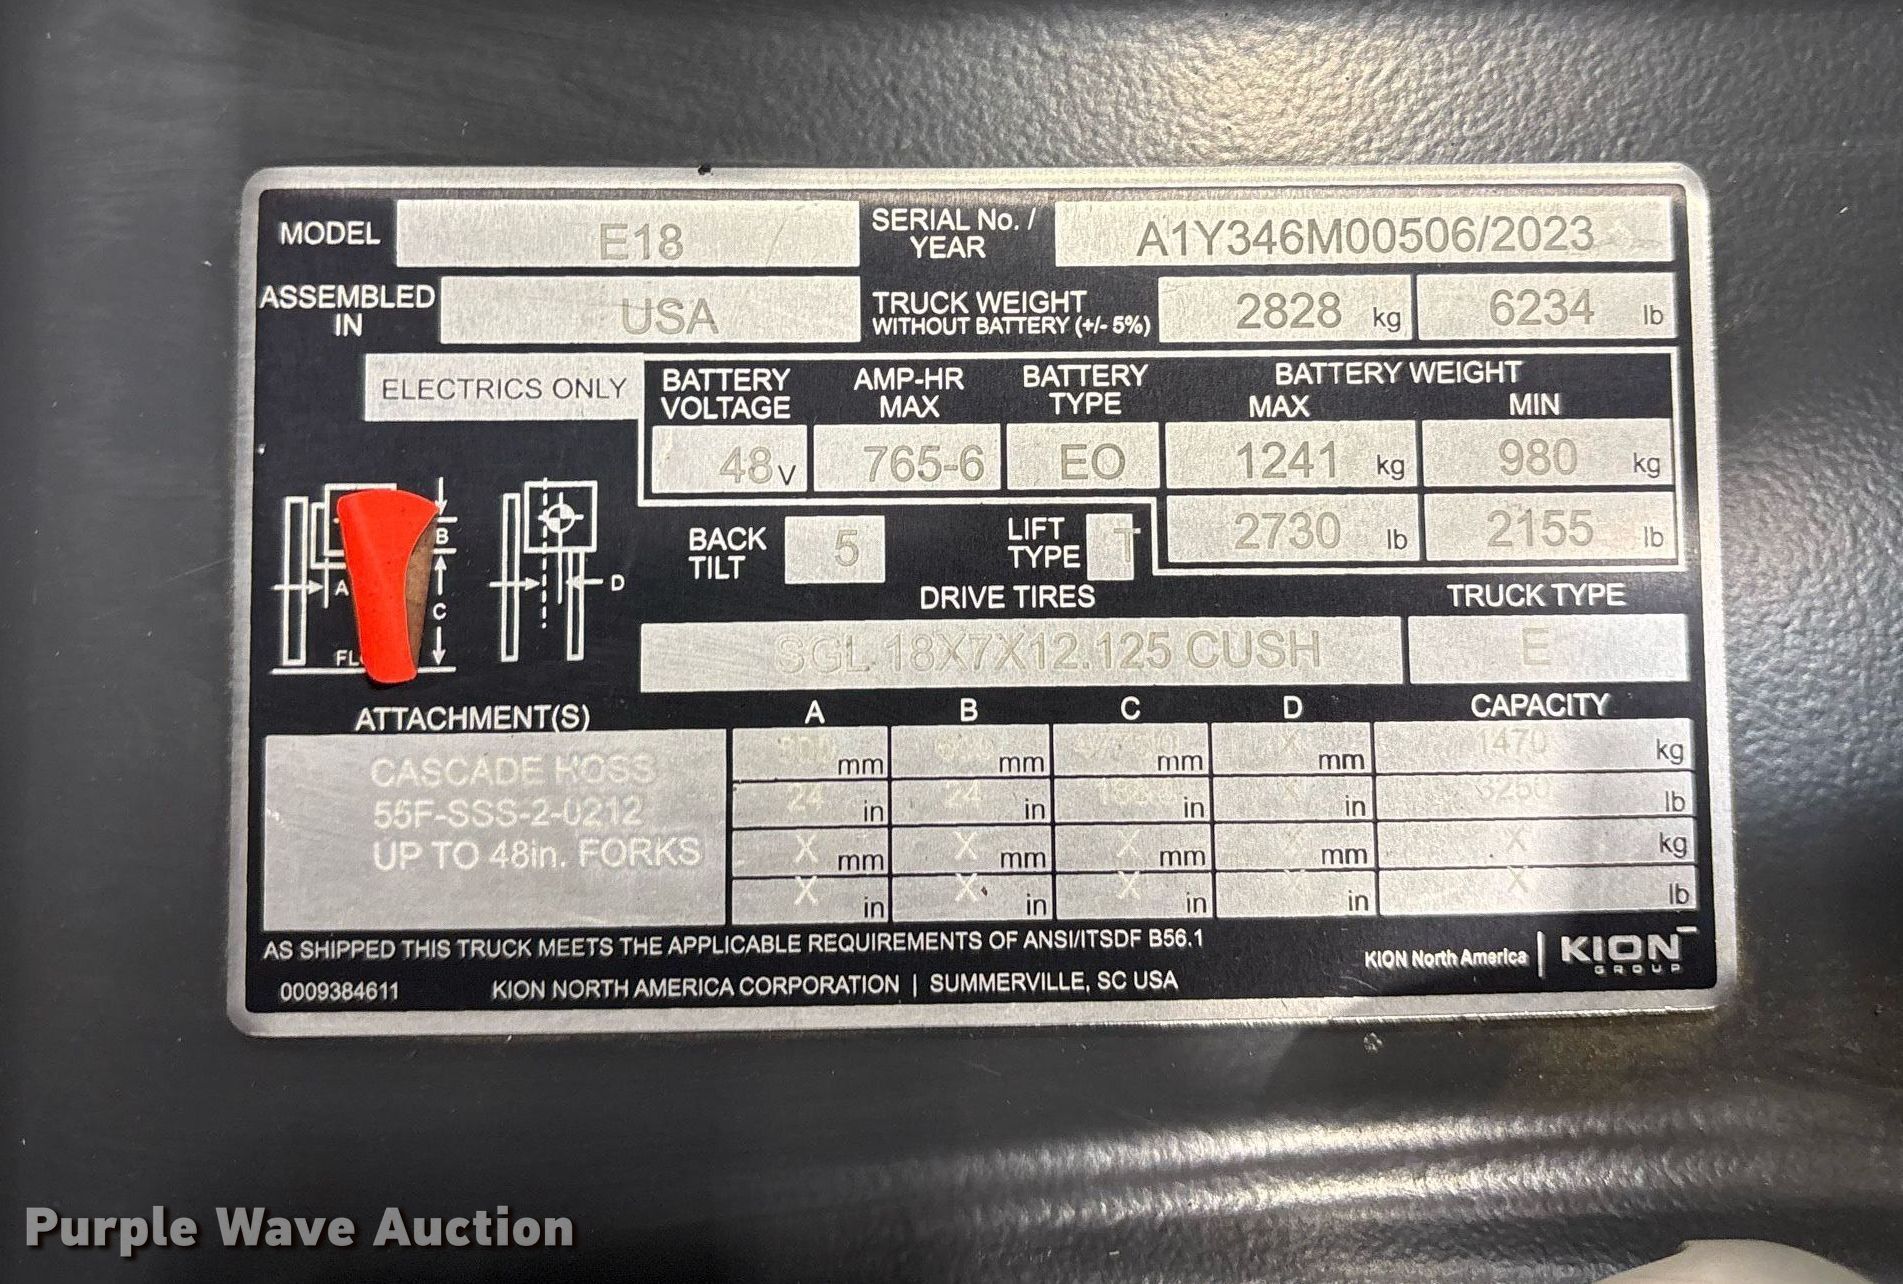 MODEL E18 SERIAL No. / YEAR A1Y346M00506/2023
ASSEMBLED IN USA TRUCK WEIGHT WITHOUT BATTERY (+/- 5%) 2828 kg 6234 lb
ELECTRICS ONLY BATTERY VOLTAGE AMP-HR MAX BATTERY TYPE BATTERY WEIGHT
MAX MIN
48 V 765-6 EO 1241 kg 980 kg
2730 lb 2155 lb
BACK TILT 5 LIFT TYPE T
A B C D
DRIVE TIRES TRUCK TYPE
SGL 18X7X12.125 CUSH E
ATTACHMENT(S) A B C D CAPACITY
CASCADE
55F-SSS-2-0212
UP TO 48in. FORKS
mm mm mm X mm 1470 kg
24 in 24 in in X in lb
X mm X mm X mm mm X kg
X in X in X in in X lb
AS SHIPPED THIS TRUCK MEETS THE APPLICABLE REQUIREMENTS OF ANSI/ITSDF B56.1
KION North America | KION GROUP
0009384611 KION NORTH AMERICA CORPORATION | SUMMERVILLE, SC USA
Purple Wave Auction